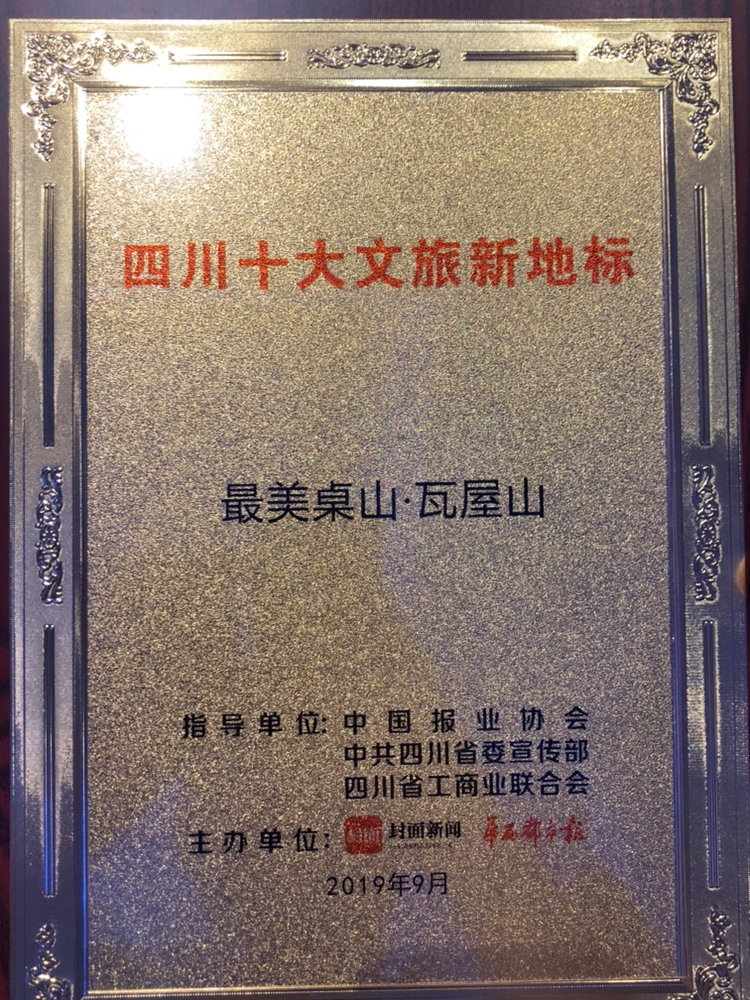 四川十大文旅新地标
最美桌山·瓦屋山
指导单位: 中国报业协会
中共四川省委宣传部
四川省工商业联合会
主办单位: 封面 封面新闻 华西都市报
2019年9月